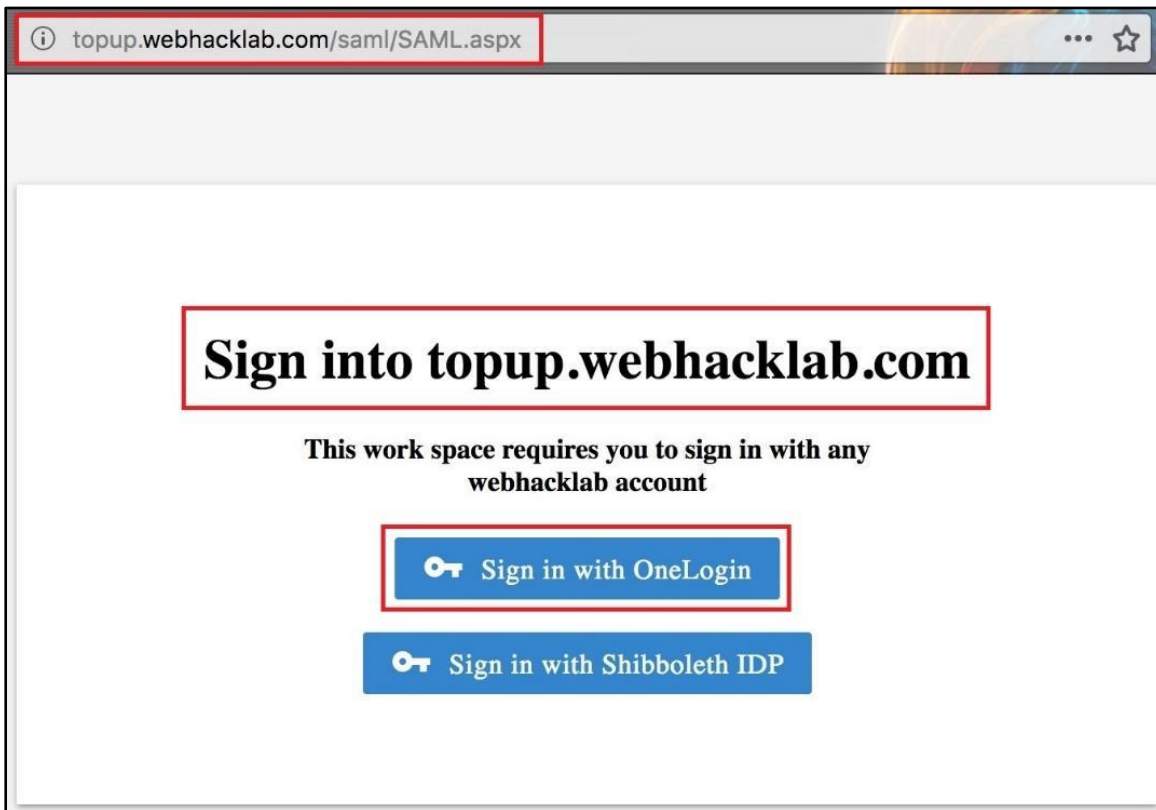 topup.webhacklab.com/saml/SAML.aspx
Sign into topup.webhacklab.com
This work space requires you to sign in with any
webhacklab account
Sign in with OneLogin
Sign in with Shibboleth IDP